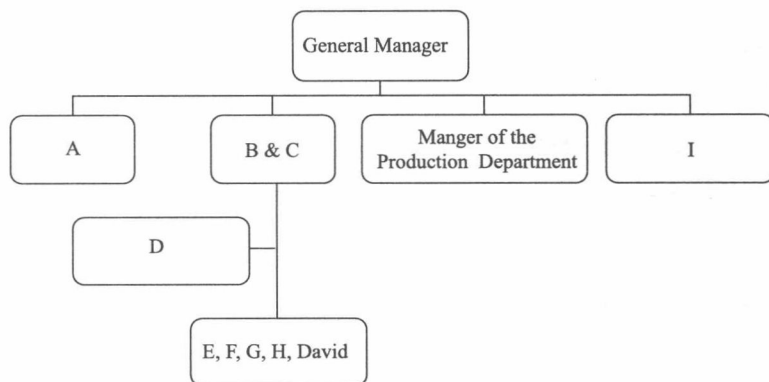 General Manager
A
B & C
Manger of the
Production Department
I
D
E, F, G, H, David